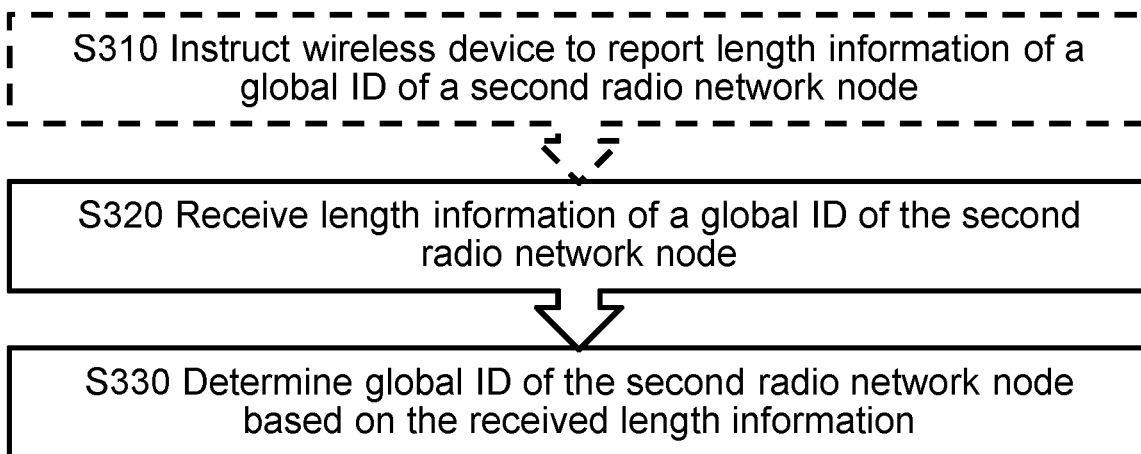 S310 Instruct wireless device to report length information of a
global ID of a second radio network node
S320 Receive length information of a global ID of the second
radio network node
S330 Determine global ID of the second radio network node
based on the received length information